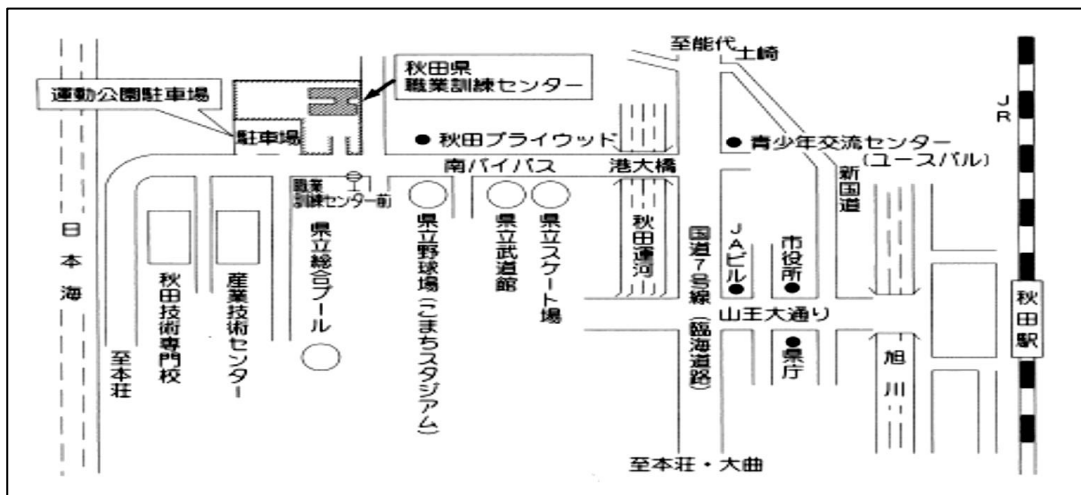 至能代
土崎
秋田県
職業訓練センター
運動公園駐車場
駐車場
秋田プライウッド
青少年交流センター
(ユースパル)
JR
南バイパス
港大橋
新国道
職業
訓練センター前
日本海
秋田技術専門校
産業技術センター
県立総合プール
県立野球場(こまちスタジアム)
県立武道館
県立スケート場
秋田運河
国道7号線(臨海道路)
JAビル
市役所
山王大通り
県庁
旭川
秋田駅
至本荘
至本荘・大曲